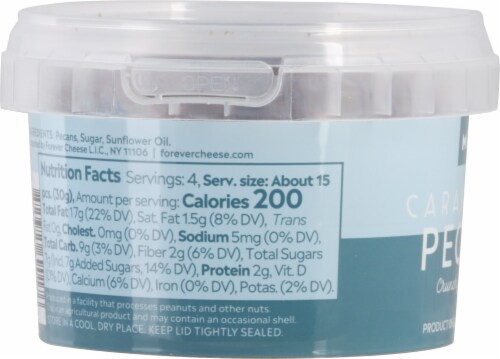 INGREDIENTS: Pecans, Sugar, Sunflower Oil.
by Forever Cheese L.I.C., NY 11106 | forevercheese.com
Nutrition Facts Servings: 4, Serv. size: About 15
pcs. (30g), Amount per serving: Calories 200
Total Fat 17g (22% DV), Sat. Fat 1.5g (8% DV), Trans
Fat 0g, Cholest. 0mg (0% DV), Sodium 5mg (0% DV),
Total Carb. 9g (3% DV), Fiber 2g (6% DV), Total Sugars
(Incl. 7g Added Sugars, 14% DV), Protein 2g, Vit. D
DV), Calcium (6% DV), Iron (0% DV), Potas. (2% DV).
in a facility that processes peanuts and other nuts.
agricultural product and may contain an occasional shell.
STORE IN A COOL, DRY PLACE. KEEP LID TIGHTLY SEALED.
CARA
PEC
Crunc
PRODUCT